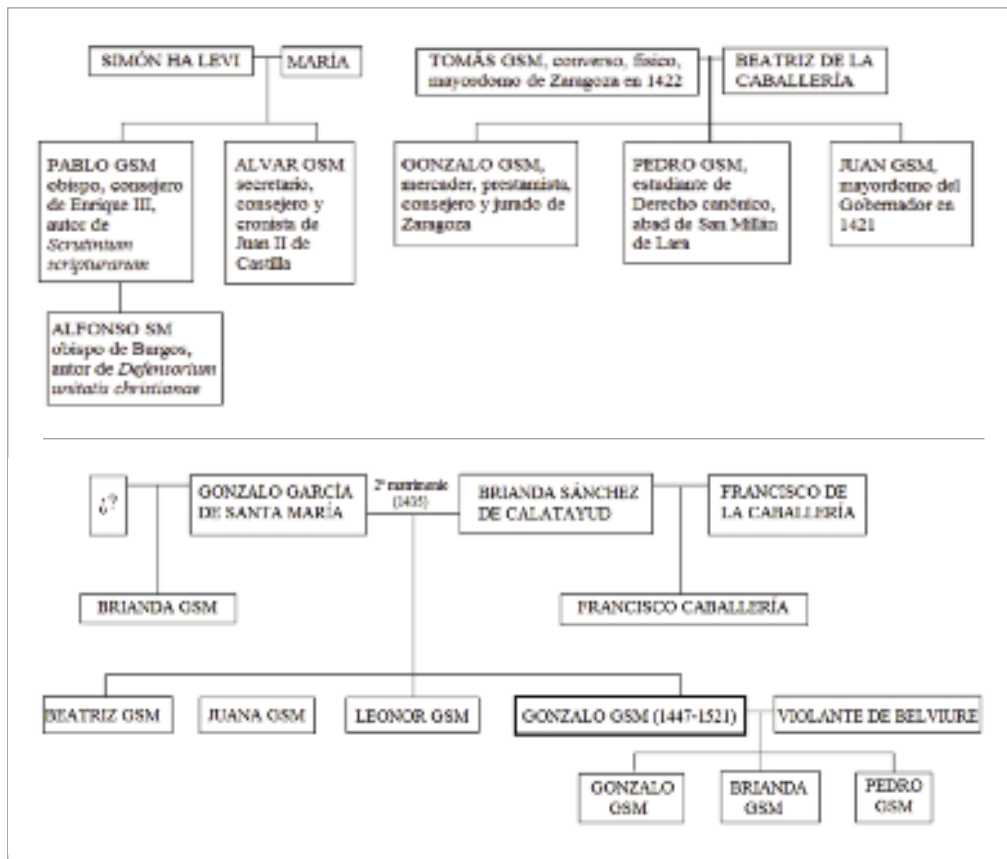 SIMÓN HA LEVI
MARÍA
TOMÁS GSM, converso, físico,
mayordomo de Zaragoza en 1422
BEATRIZ DE LA
CABALLERÍA
PABLO GSM
obispo, consejero
de Enrique III,
autor de
Scrutinium
scripturarum
ALVAR GSM
secretario,
consejero y
cronista de
Juan II de
Castilla
GONZALO GSM,
mercader, prestamista,
consejero y jurado de
Zaragoza
PEDRO GSM,
estudiante de
Derecho canónico,
abad de San Millán
de Lara
JUAN GSM,
mayordomo del
Gobernador en
1421
ALFONSO SM
obispo de Burgos,
autor de Defensorium
unitatis christianae
¿?
GONZALO GARCÍA
DE SANTA MARÍA
2º matrimonio
(1435)
BRIANDA SÁNCHEZ
DE CALATAYUD
FRANCISCO DE
LA CABALLERÍA
BRIANDA GSM
FRANCISCO CABALLERÍA
BEATRIZ GSM
JUANA GSM
LEONOR GSM
GONZALO GSM (1447-1521)
VIOLANTE DE BELVIURE
GONZALO
GSM
BRIANDA
GSM
PEDRO
GSM